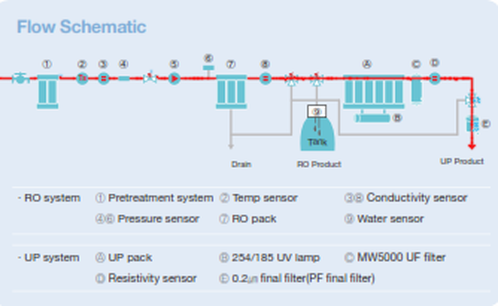 Flow Schematic
① ② ③ ④ ⑤ ⑥ ⑦ ⑧ Ⓐ Ⓒ Ⓓ
⑨ Ⓑ Ⓔ
Tank
Drain RO Product UP Product
· RO system ① Pretreatment system ② Temp sensor ③⑧ Conductivity sensor
④⑥ Pressure sensor ⑦ RO pack ⑨ Water sensor
· UP system Ⓐ UP pack Ⓑ 254/185 UV lamp Ⓒ MW5000 UF filter
Ⓓ Resistivity sensor Ⓔ 0.2㎛ final filter(PF final filter)